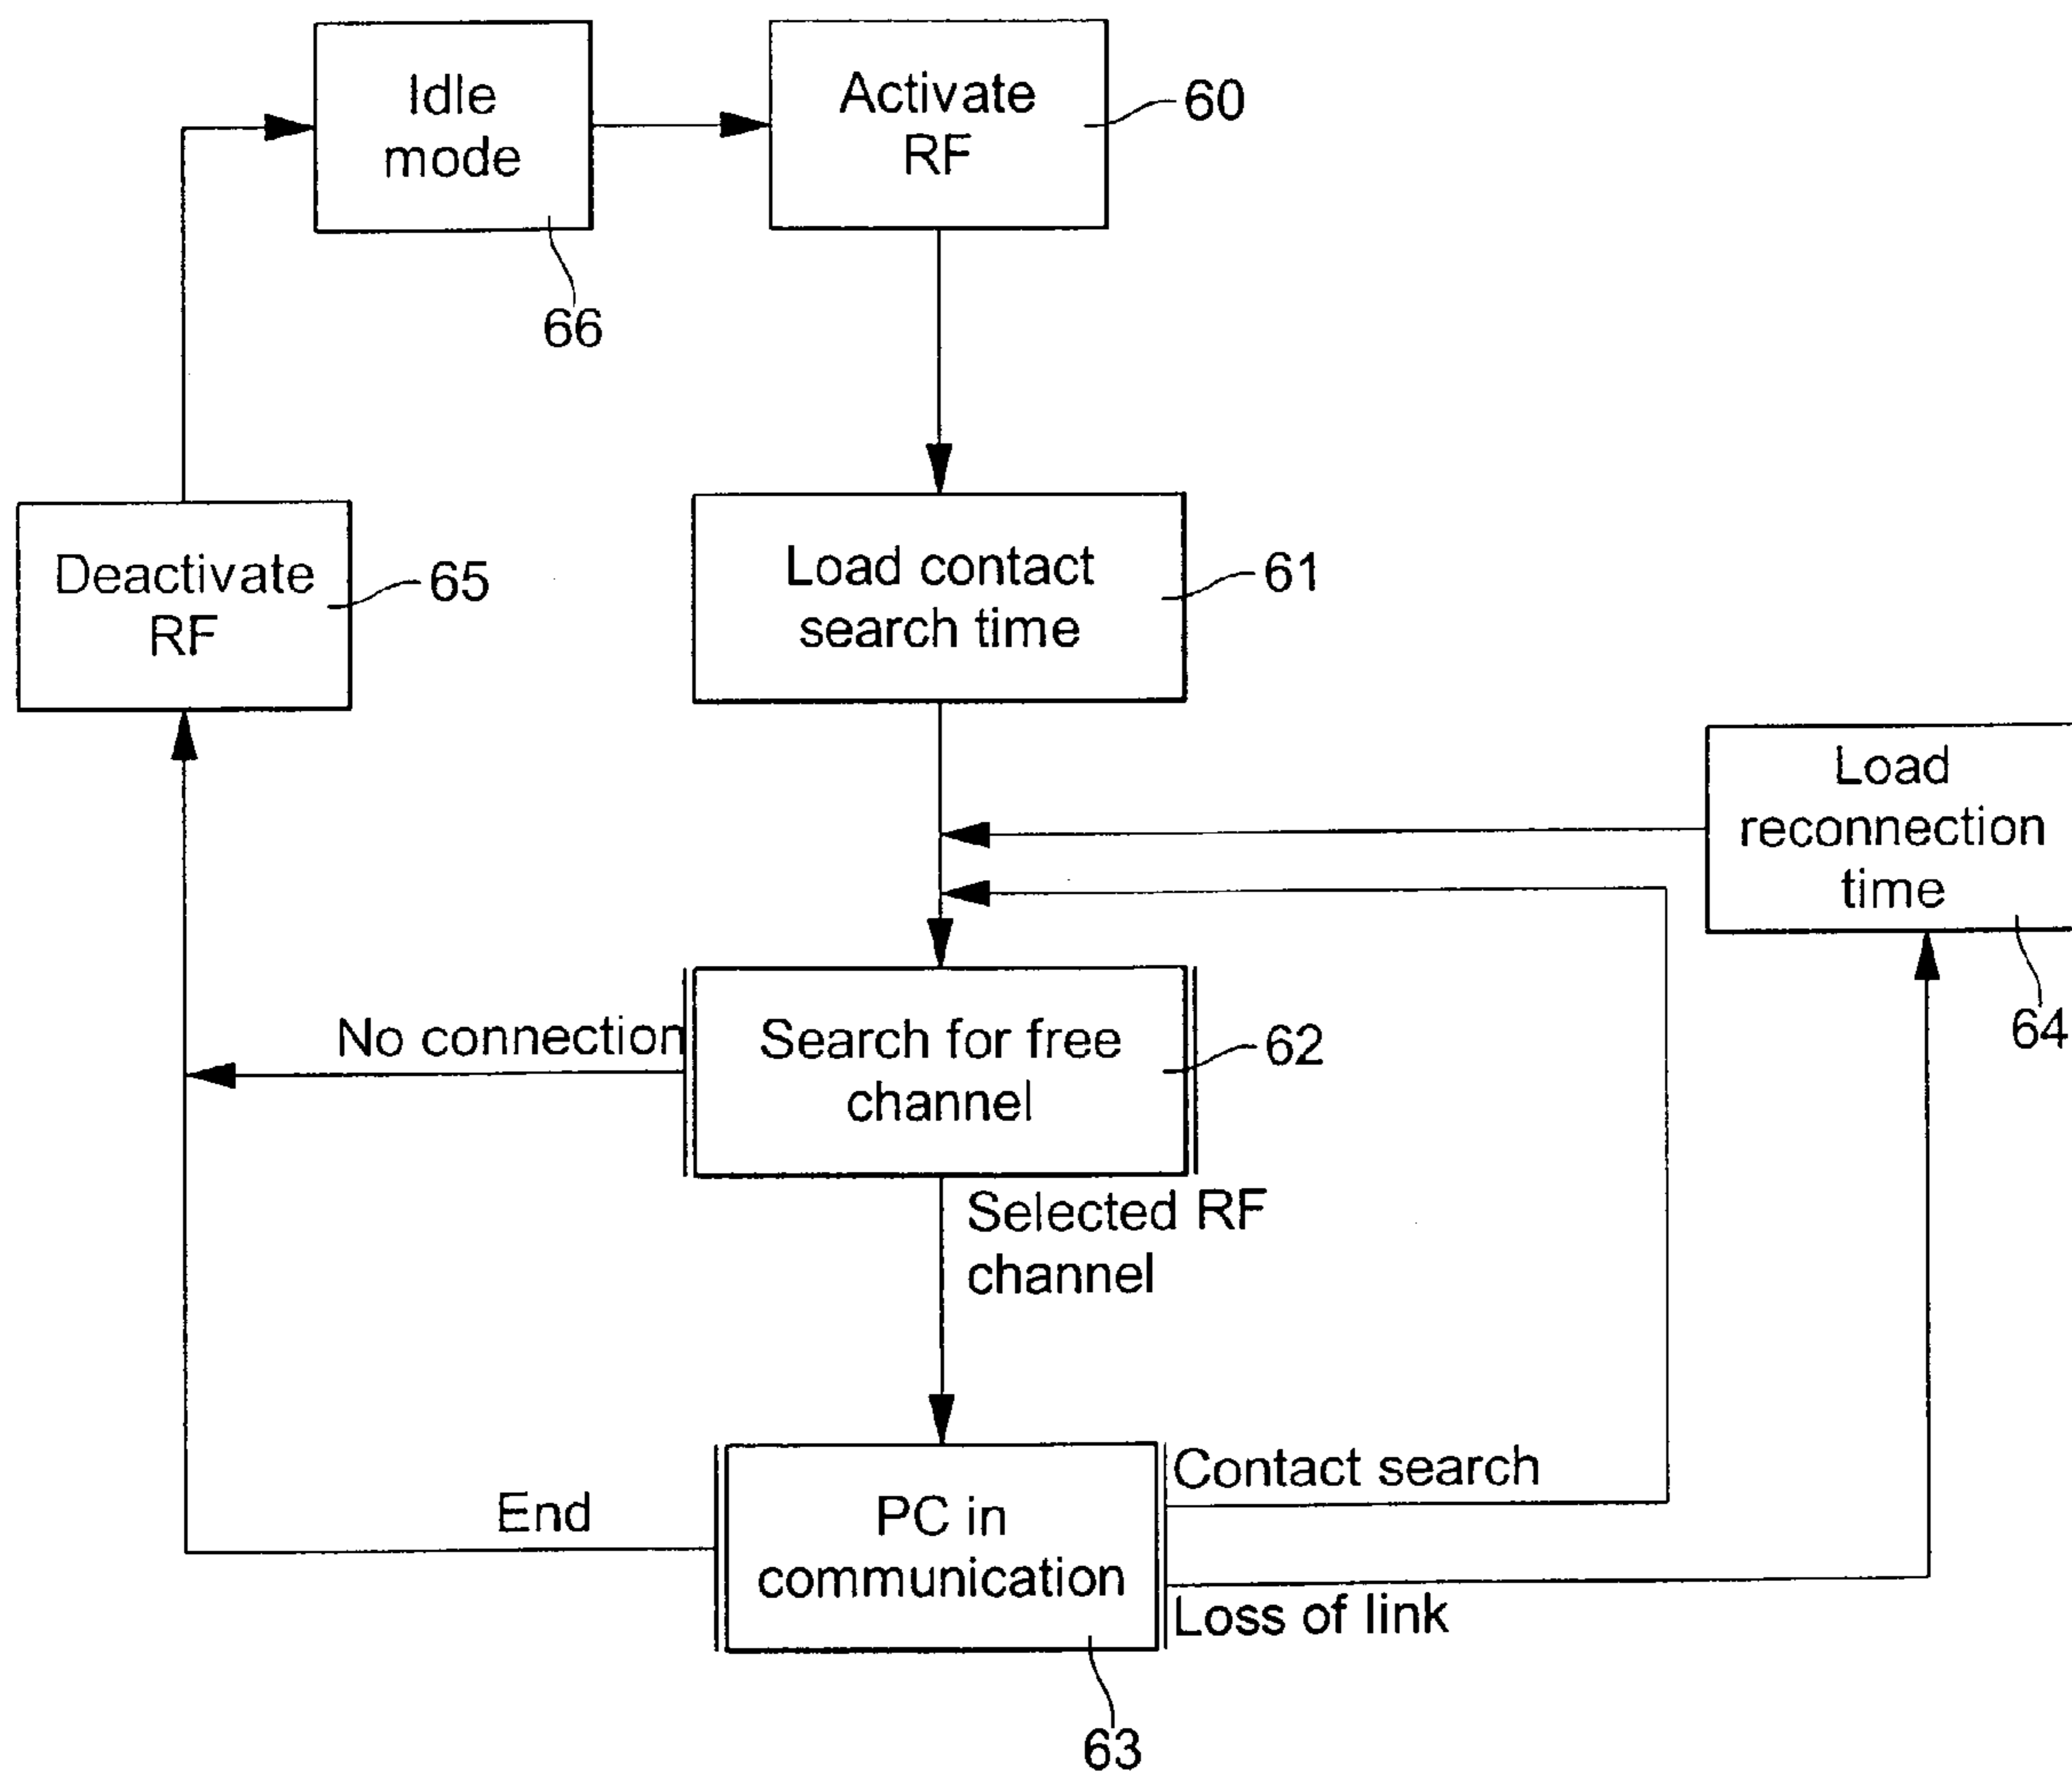 Idle
mode
66
Activate
RF
60
Deactivate
RF
65
Load contact
search time
61
Load
reconnection
time
64
No connection
Search for free
channel
62
Selected RF
channel
End
PC in
communication
63
Contact search
Loss of link